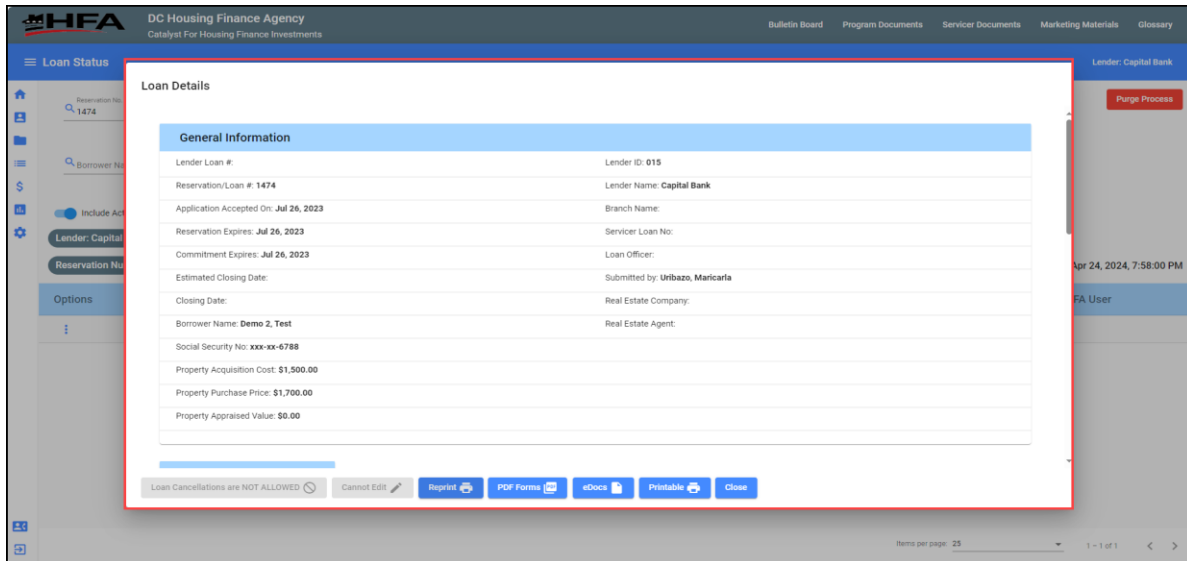 HFA
DC Housing Finance Agency
Catalyst For Housing Finance Investments
Bulletin Board Program Documents Servicer Documents Marketing Materials Glossary
Loan Status
Lender: Capital Bank
Reservation No.
1474
Purge Process
Borrower Na
Include Act
Lender: Capital
Reservation Nu
Apr 24, 2024, 7:58:00 PM
Options
FA User
Loan Details
General Information
Lender Loan #:
Lender ID: 015
Reservation/Loan #: 1474
Lender Name: Capital Bank
Application Accepted On: Jul 26, 2023
Branch Name:
Reservation Expires: Jul 26, 2023
Servicer Loan No:
Commitment Expires: Jul 26, 2023
Loan Officer:
Estimated Closing Date:
Submitted by: Uribazo, Maricarla
Closing Date:
Real Estate Company:
Borrower Name: Demo 2, Test
Real Estate Agent:
Social Security No: xxx-xx-6788
Property Acquisition Cost: $1,500.00
Property Purchase Price: $1,700.00
Property Appraised Value: $0.00
Loan Cancellations are NOT ALLOWED
Cannot Edit
Reprint
PDF Forms
PDF
eDocs
Printable
Close
Items per page: 25
1 – 1 of 1